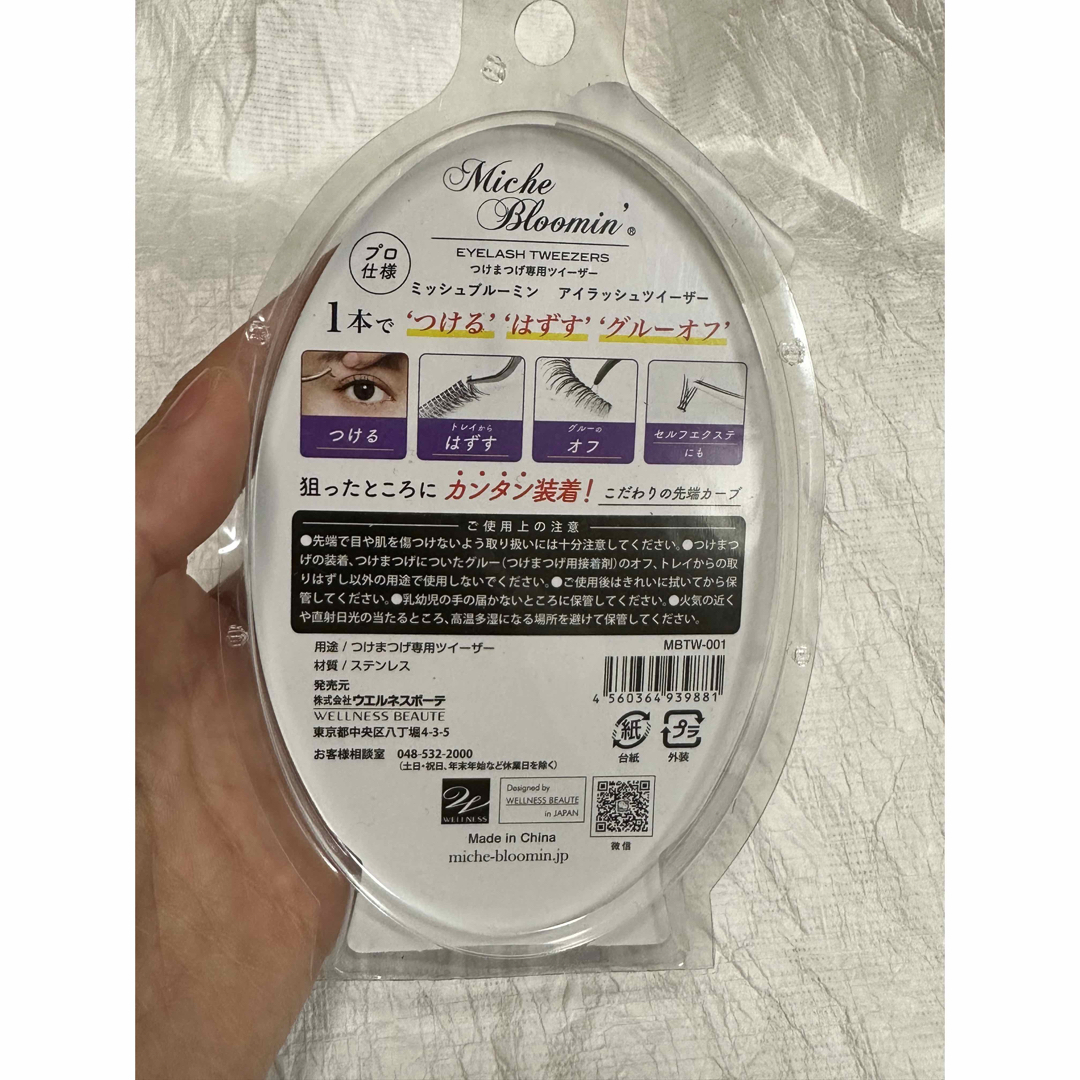 Miche
Bloomin'®
EYELASH TWEEZERS
つけまつげ専用ツイーザー
プロ
仕様
ミッシュブルーミン アイラッシュツイーザー
1本で 'つける' 'はずす' 'グルーオフ'
つける
トレイから
はずす
グルーの
オフ
セルフエクステ
にも
狙ったところに カンタン装着! こだわりの先端カーブ
ご使用上の注意
●先端で目や肌を傷つけないよう取り扱いには十分注意してください。●つけまつ
げの装着、つけまつげについたグルー(つけまつげ用接着剤)のオフ、トレイからの取
りはずし以外の用途で使用しないでください。●ご使用後はきれいに拭いてから保
管してください。●乳幼児の手の届かないところに保管してください。●火気の近く
や直射日光の当たるところ、高温多湿になる場所を避けて保管してください。
用途 / つけまつげ専用ツイーザー
材質 / ステンレス
発売元
株式会社ウエルネスボーテ
WELLNESS BEAUTE
東京都中央区八丁堀4-3-5
お客様相談室 048-532-2000
(土日・祝日、年末年始など休業日を除く)
MBTW-001
4 560364 939881
紙
台紙
プラ
外装
WELLNESS
Designed by
WELLNESS BEAUTE
in JAPAN
微信
Made in China
miche-bloomin.jp